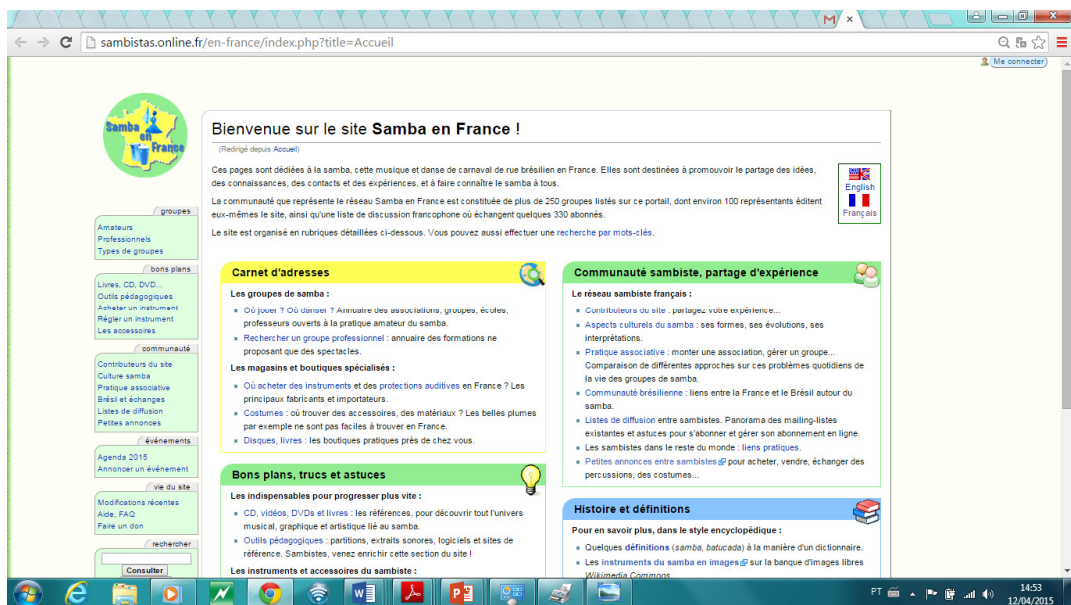 sambistas.online.fr/en-france/index.php?title=Accueil
Me connecter
Samba
en
France
Bienvenue sur le site Samba en France !
(Redirigé depuis Accueil)
Ces pages sont dédiées à la samba, cette musique et danse de carnaval de rue brésilien en France. Elles sont destinées à promouvoir le partage des idées,
des connaissances, des contacts et des expériences, et à faire connaître le samba à tous.
La communauté que représente le réseau Samba en France est constituée de plus de 250 groupes listés sur ce portail, dont environ 100 représentants éditent
eux-mêmes le site, ainsi qu'une liste de discussion francophone où échangent quelques 330 abonnés.
Le site est organisé en rubriques détaillées ci-dessous. Vous pouvez aussi effectuer une recherche par mots-clés.
English
Français
groupes
Amateurs
Professionnels
Types de groupes
bons plans
Livres, CD, DVD...
Outils pédagogiques
Acheter un instrument
Régler un instrument
Les accessoires
communauté
Contributeurs du site
Culture samba
Pratique associative
Brésil et échanges
Listes de diffusion
Petites annonces
événements
Agenda 2015
Annoncer un événement
vie du site
Modifications récentes
Aide, FAQ
Faire un don
rechercher
Consulter
Carnet d'adresses
Les groupes de samba :
Où jouer ? Où danser ? Annuaire des associations, groupes, écoles,
professeurs ouverts à la pratique amateur du samba.
Rechercher un groupe professionnel : annuaire des formations ne
proposant que des spectacles.
Les magasins et boutiques spécialisés :
Où acheter des instruments et des protections auditives en France ? Les
principaux fabricants et importateurs.
Costumes : où trouver des accessoires, des matériaux ? Les belles plumes
par exemple ne sont pas faciles à trouver en France.
Disques, livres : les boutiques pratiques près de chez vous.
Bons plans, trucs et astuces
Les indispensables pour progresser plus vite :
CD, vidéos, DVDs et livres : les références, pour découvrir tout l'univers
musical, graphique et artistique lié au samba.
Outils pédagogiques : partitions, extraits sonores, logiciels et sites de
référence. Sambistes, venez enrichir cette section du site !
Les instruments et accessoires du sambiste :
Communauté sambiste, partage d'expérience
Le réseau sambiste français :
Contributeurs du site : partagez votre expérience...
Aspects culturels du samba : ses formes, ses évolutions, ses
interprétations.
Pratique associative : monter une association, gérer un groupe...
Comparaison de différentes approches sur ces problèmes quotidiens de
la vie des groupes de samba.
Communauté brésilienne : liens entre la France et le Brésil autour du
samba.
Listes de diffusion entre sambistes. Panorama des mailing-listes
existantes et astuces pour s'abonner et gérer son abonnement en ligne.
Les sambistes dans le reste du monde : liens pratiques.
Petites annonces entre sambistes pour acheter, vendre, échanger des
percussions, des costumes...
Histoire et définitions
Pour en savoir plus, dans le style encyclopédique :
Quelques définitions (samba, batucada) à la manière d'un dictionnaire.
Les instruments du samba en images sur la banque d'images libres
Wikimedia Commons.
PT
14:53
12/04/2015